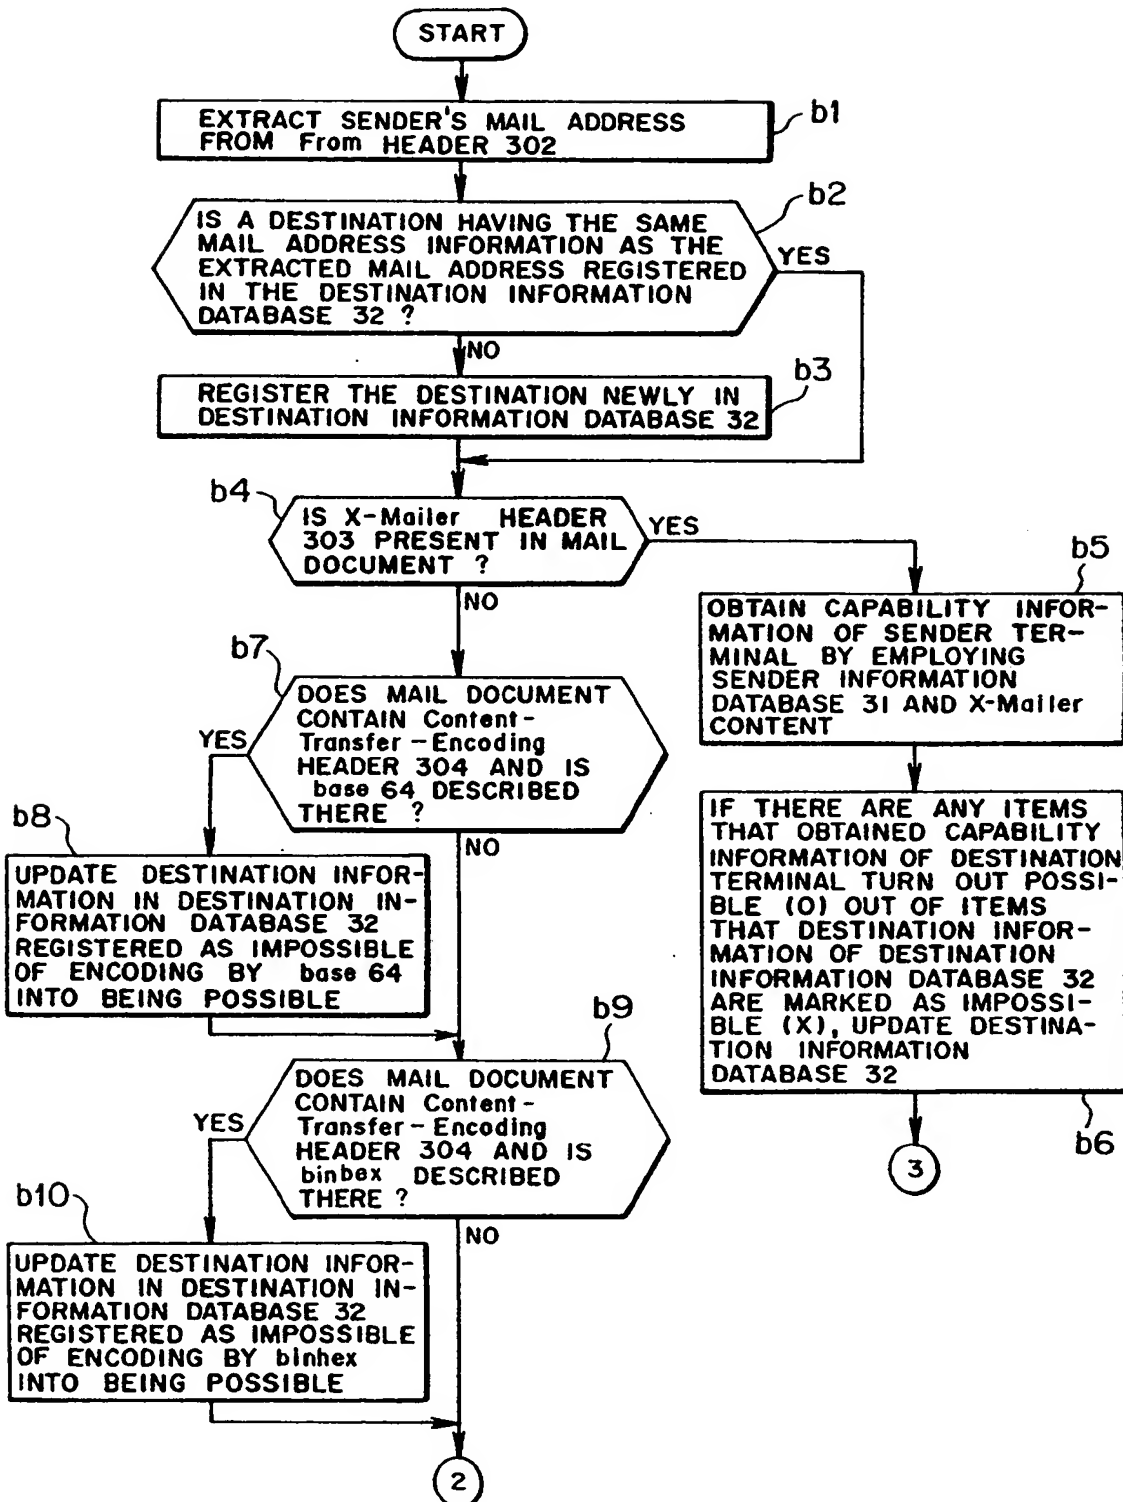 START
b1
EXTRACT SENDER'S MAIL ADDRESS
FROM From HEADER 302
b2
IS A DESTINATION HAVING THE SAME
MAIL ADDRESS INFORMATION AS THE
EXTRACTED MAIL ADDRESS REGISTERED
IN THE DESTINATION INFORMATION
DATABASE 32 ?
YES
NO
b3
REGISTER THE DESTINATION NEWLY IN
DESTINATION INFORMATION DATABASE 32
b4
IS X-Mailer HEADER
303 PRESENT IN MAIL
DOCUMENT ?
YES
NO
b5
OBTAIN CAPABILITY INFOR-
MATION OF SENDER TER-
MINAL BY EMPLOYING
SENDER INFORMATION
DATABASE 31 AND X-Mailer
CONTENT
b7
DOES MAIL DOCUMENT
CONTAIN Content-
Transfer-Encoding
HEADER 304 AND IS
base 64 DESCRIBED
THERE ?
YES
NO
b8
UPDATE DESTINATION INFOR-
MATION IN DESTINATION IN-
FORMATION DATABASE 32
REGISTERED AS IMPOSSIBLE
OF ENCODING BY base 64
INTO BEING POSSIBLE
IF THERE ARE ANY ITEMS
THAT OBTAINED CAPABILITY
INFORMATION OF DESTINATION
TERMINAL TURN OUT POSSI-
BLE (O) OUT OF ITEMS
THAT DESTINATION INFOR-
MATION OF DESTINATION
INFORMATION DATABASE 32
ARE MARKED AS IMPOSSI-
BLE (X), UPDATE DESTINA-
TION INFORMATION
DATABASE 32
b6
3
b9
DOES MAIL DOCUMENT
CONTAIN Content-
Transfer-Encoding
HEADER 304 AND IS
binbex DESCRIBED
THERE ?
YES
NO
b10
UPDATE DESTINATION INFOR-
MATION IN DESTINATION IN-
FORMATION DATABASE 32
REGISTERED AS IMPOSSIBLE
OF ENCODING BY binhex
INTO BEING POSSIBLE
2